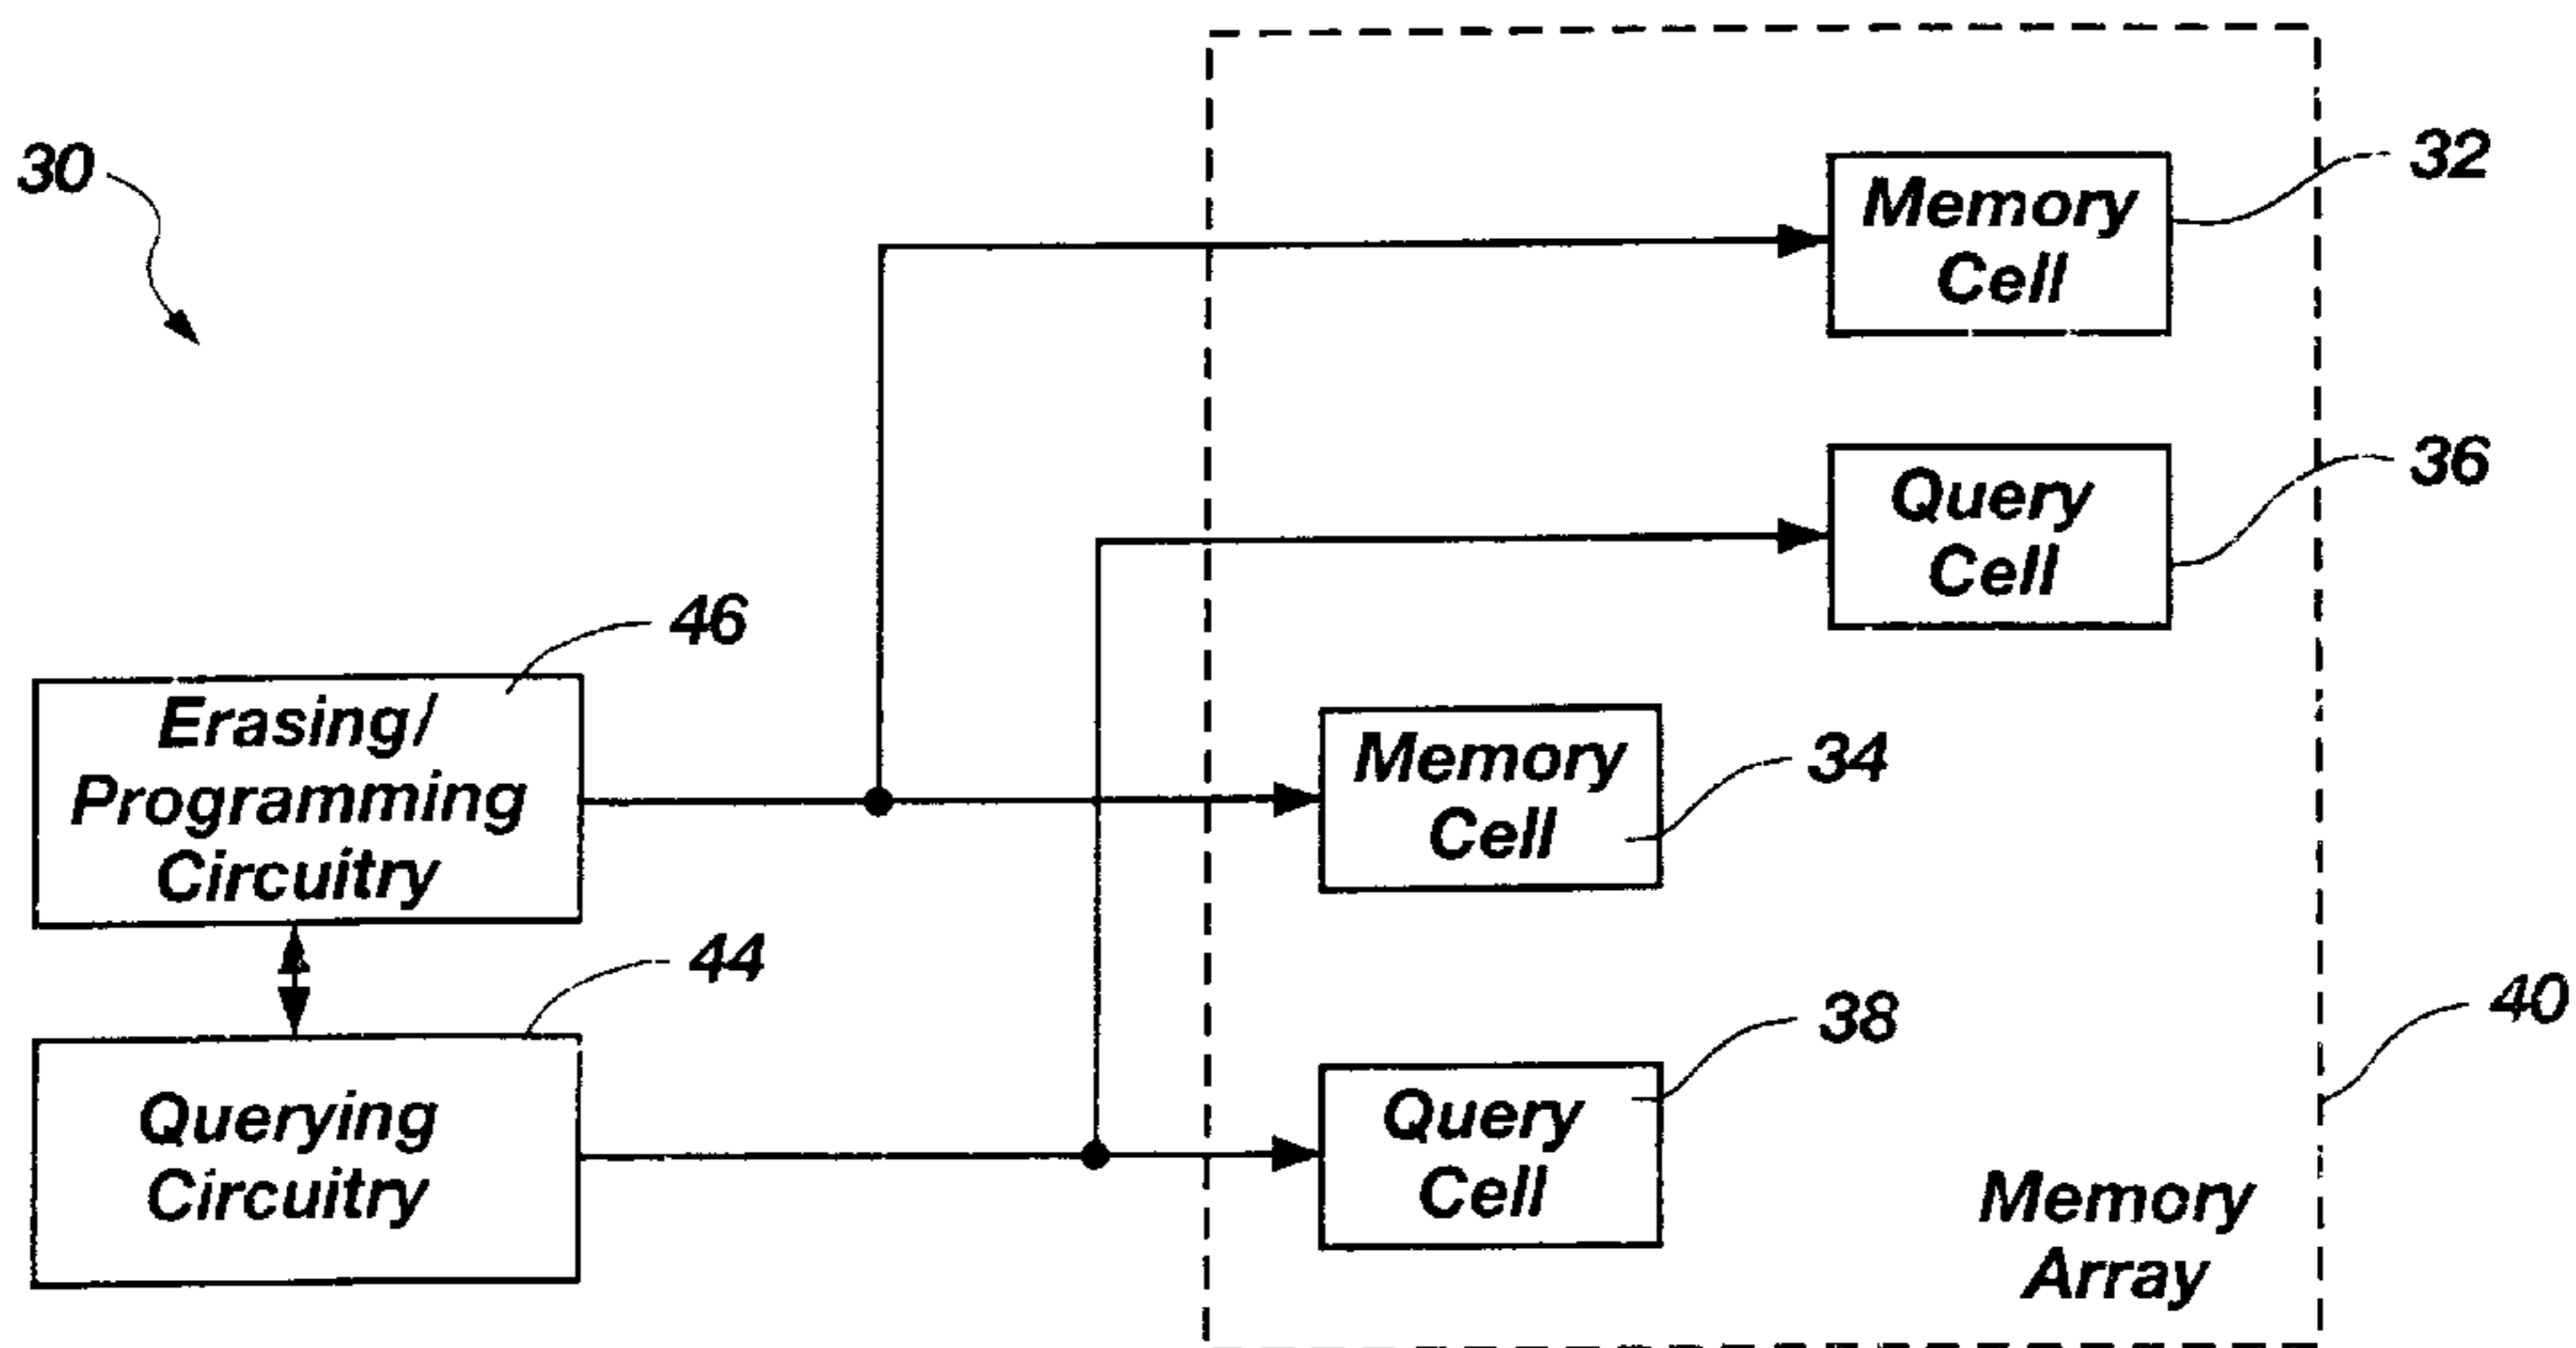 30
32
Memory
Cell
36
Query
Cell
46
Erasing/
Programming
Circuitry
34
Memory
Cell
44
Querying
Circuitry
38
Query
Cell
40
Memory
Array